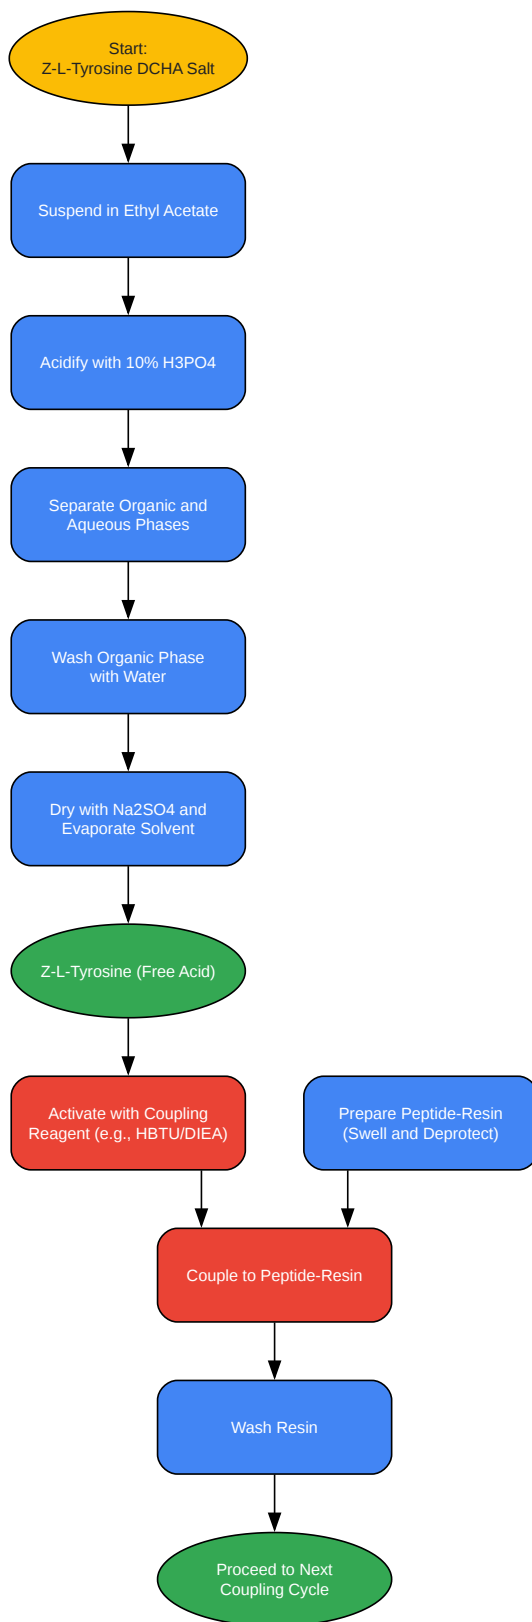 Start:
Z-L-Tyrosine DCHA Salt
Suspend in Ethyl Acetate
Acidify with 10% H3PO4
Separate Organic and
Aqueous Phases
Wash Organic Phase
with Water
Dry with Na2SO4 and
Evaporate Solvent
Z-L-Tyrosine (Free Acid)
Activate with Coupling
Reagent (e.g., HBTU/DIEA)
Prepare Peptide-Resin
(Swell and Deprotect)
Couple to Peptide-Resin
Wash Resin
Proceed to Next
Coupling Cycle